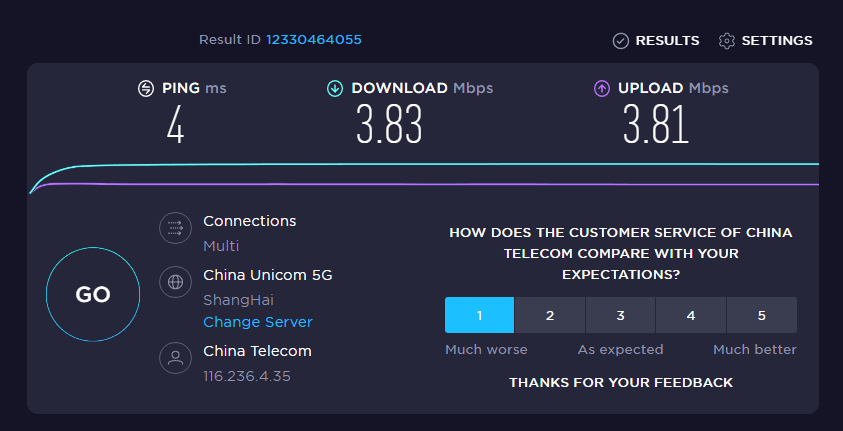 Result ID 12330464055
RESULTS
SETTINGS
PING ms
4
DOWNLOAD Mbps
3.83
UPLOAD Mbps
3.81
GO
Connections
Multi
China Unicom 5G
ShangHai
Change Server
China Telecom
116.236.4.35
HOW DOES THE CUSTOMER SERVICE OF CHINA
TELECOM COMPARE WITH YOUR
EXPECTATIONS?
1 2 3 4 5
Much worse As expected Much better
THANKS FOR YOUR FEEDBACK